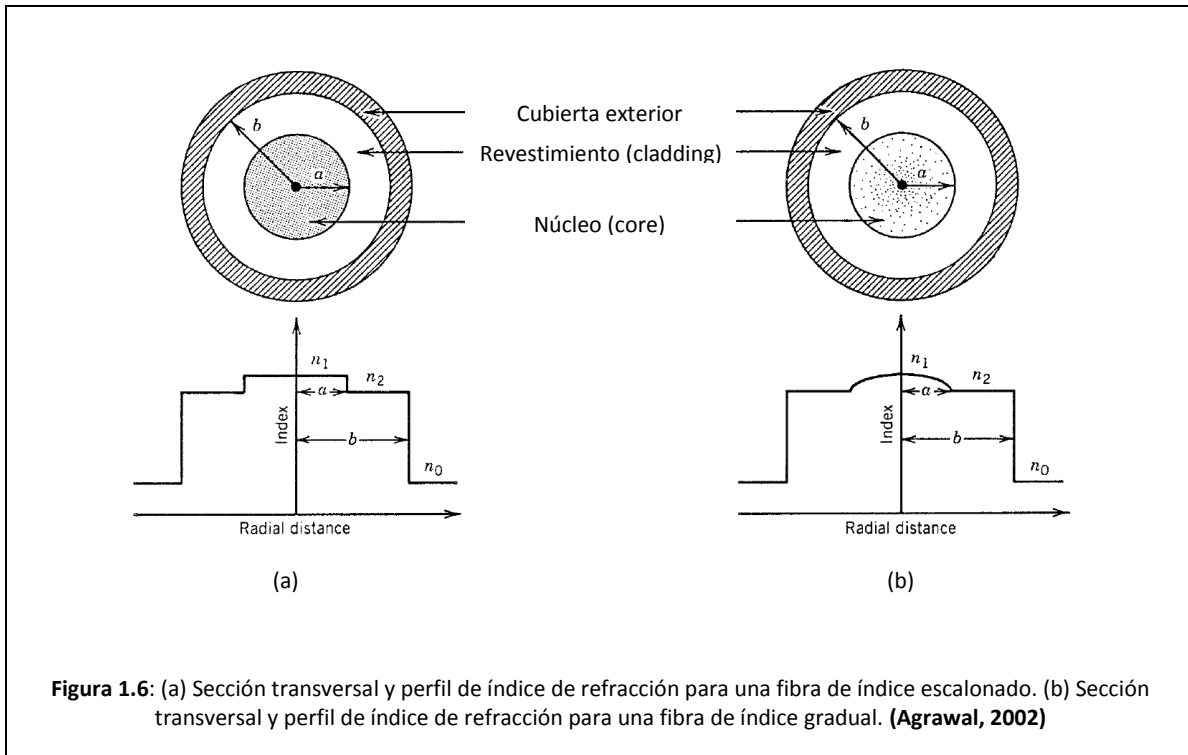 Cubierta exterior
Revestimiento (cladding)
Núcleo (core)
b
a
b
a
n1
n2
a
Index
b
n0
Radial distance
n1
n2
a
Index
b
n0
Radial distance
(a)
(b)
Figura 1.6: (a) Sección transversal y perfil de índice de refracción para una fibra de índice escalonado. (b) Sección
transversal y perfil de índice de refracción para una fibra de índice gradual. (Agrawal, 2002)